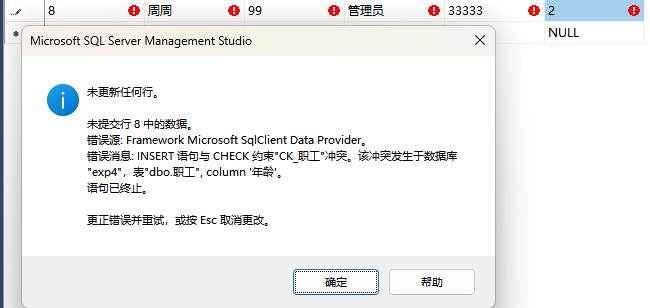 8 周周 99 管理员 33333 2
NULL
Microsoft SQL Server Management Studio
未更新任何行。
未提交行 8 中的数据。
错误源: Framework Microsoft SqlClient Data Provider。
错误消息: INSERT 语句与 CHECK 约束"CK_职工"冲突。该冲突发生于数据库
"exp4"，表"dbo.职工", column '年龄'。
语句已终止。
更正错误并重试，或按 Esc 取消更改。
确定 帮助